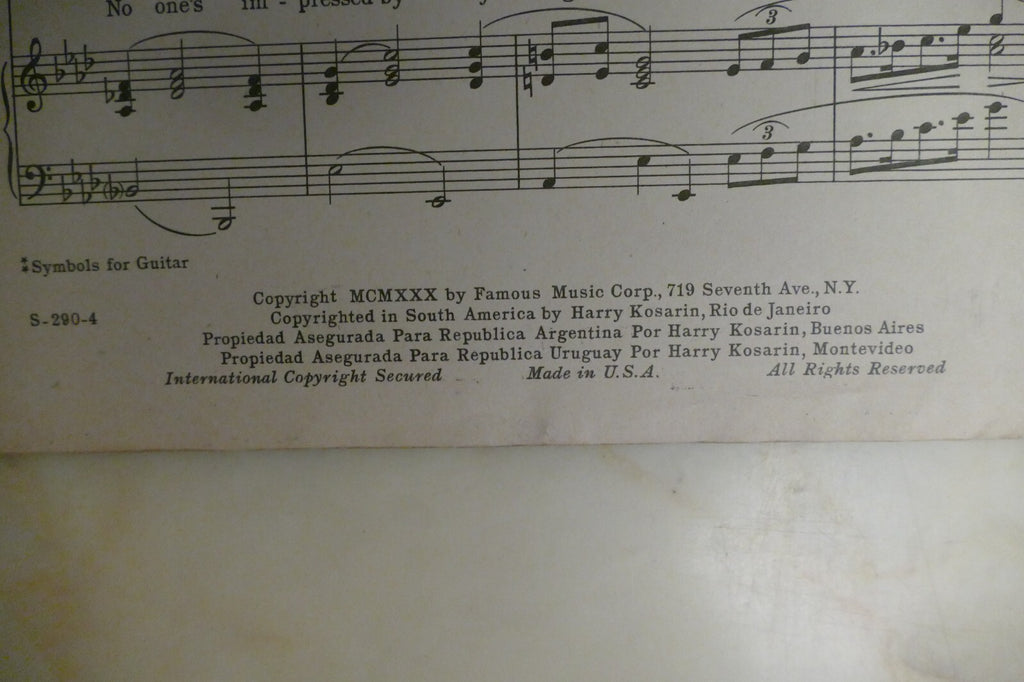 No one's im - pressed by
3
3
*Symbols for Guitar
S-290-4
Copyright MCMXXX by Famous Music Corp., 719 Seventh Ave., N.Y.
Copyrighted in South America by Harry Kosarin, Rio de Janeiro
Propiedad Asegurada Para Republica Argentina Por Harry Kosarin, Buenos Aires
Propiedad Asegurada Para Republica Uruguay Por Harry Kosarin, Montevideo
International Copyright Secured Made in U.S.A. All Rights Reserved